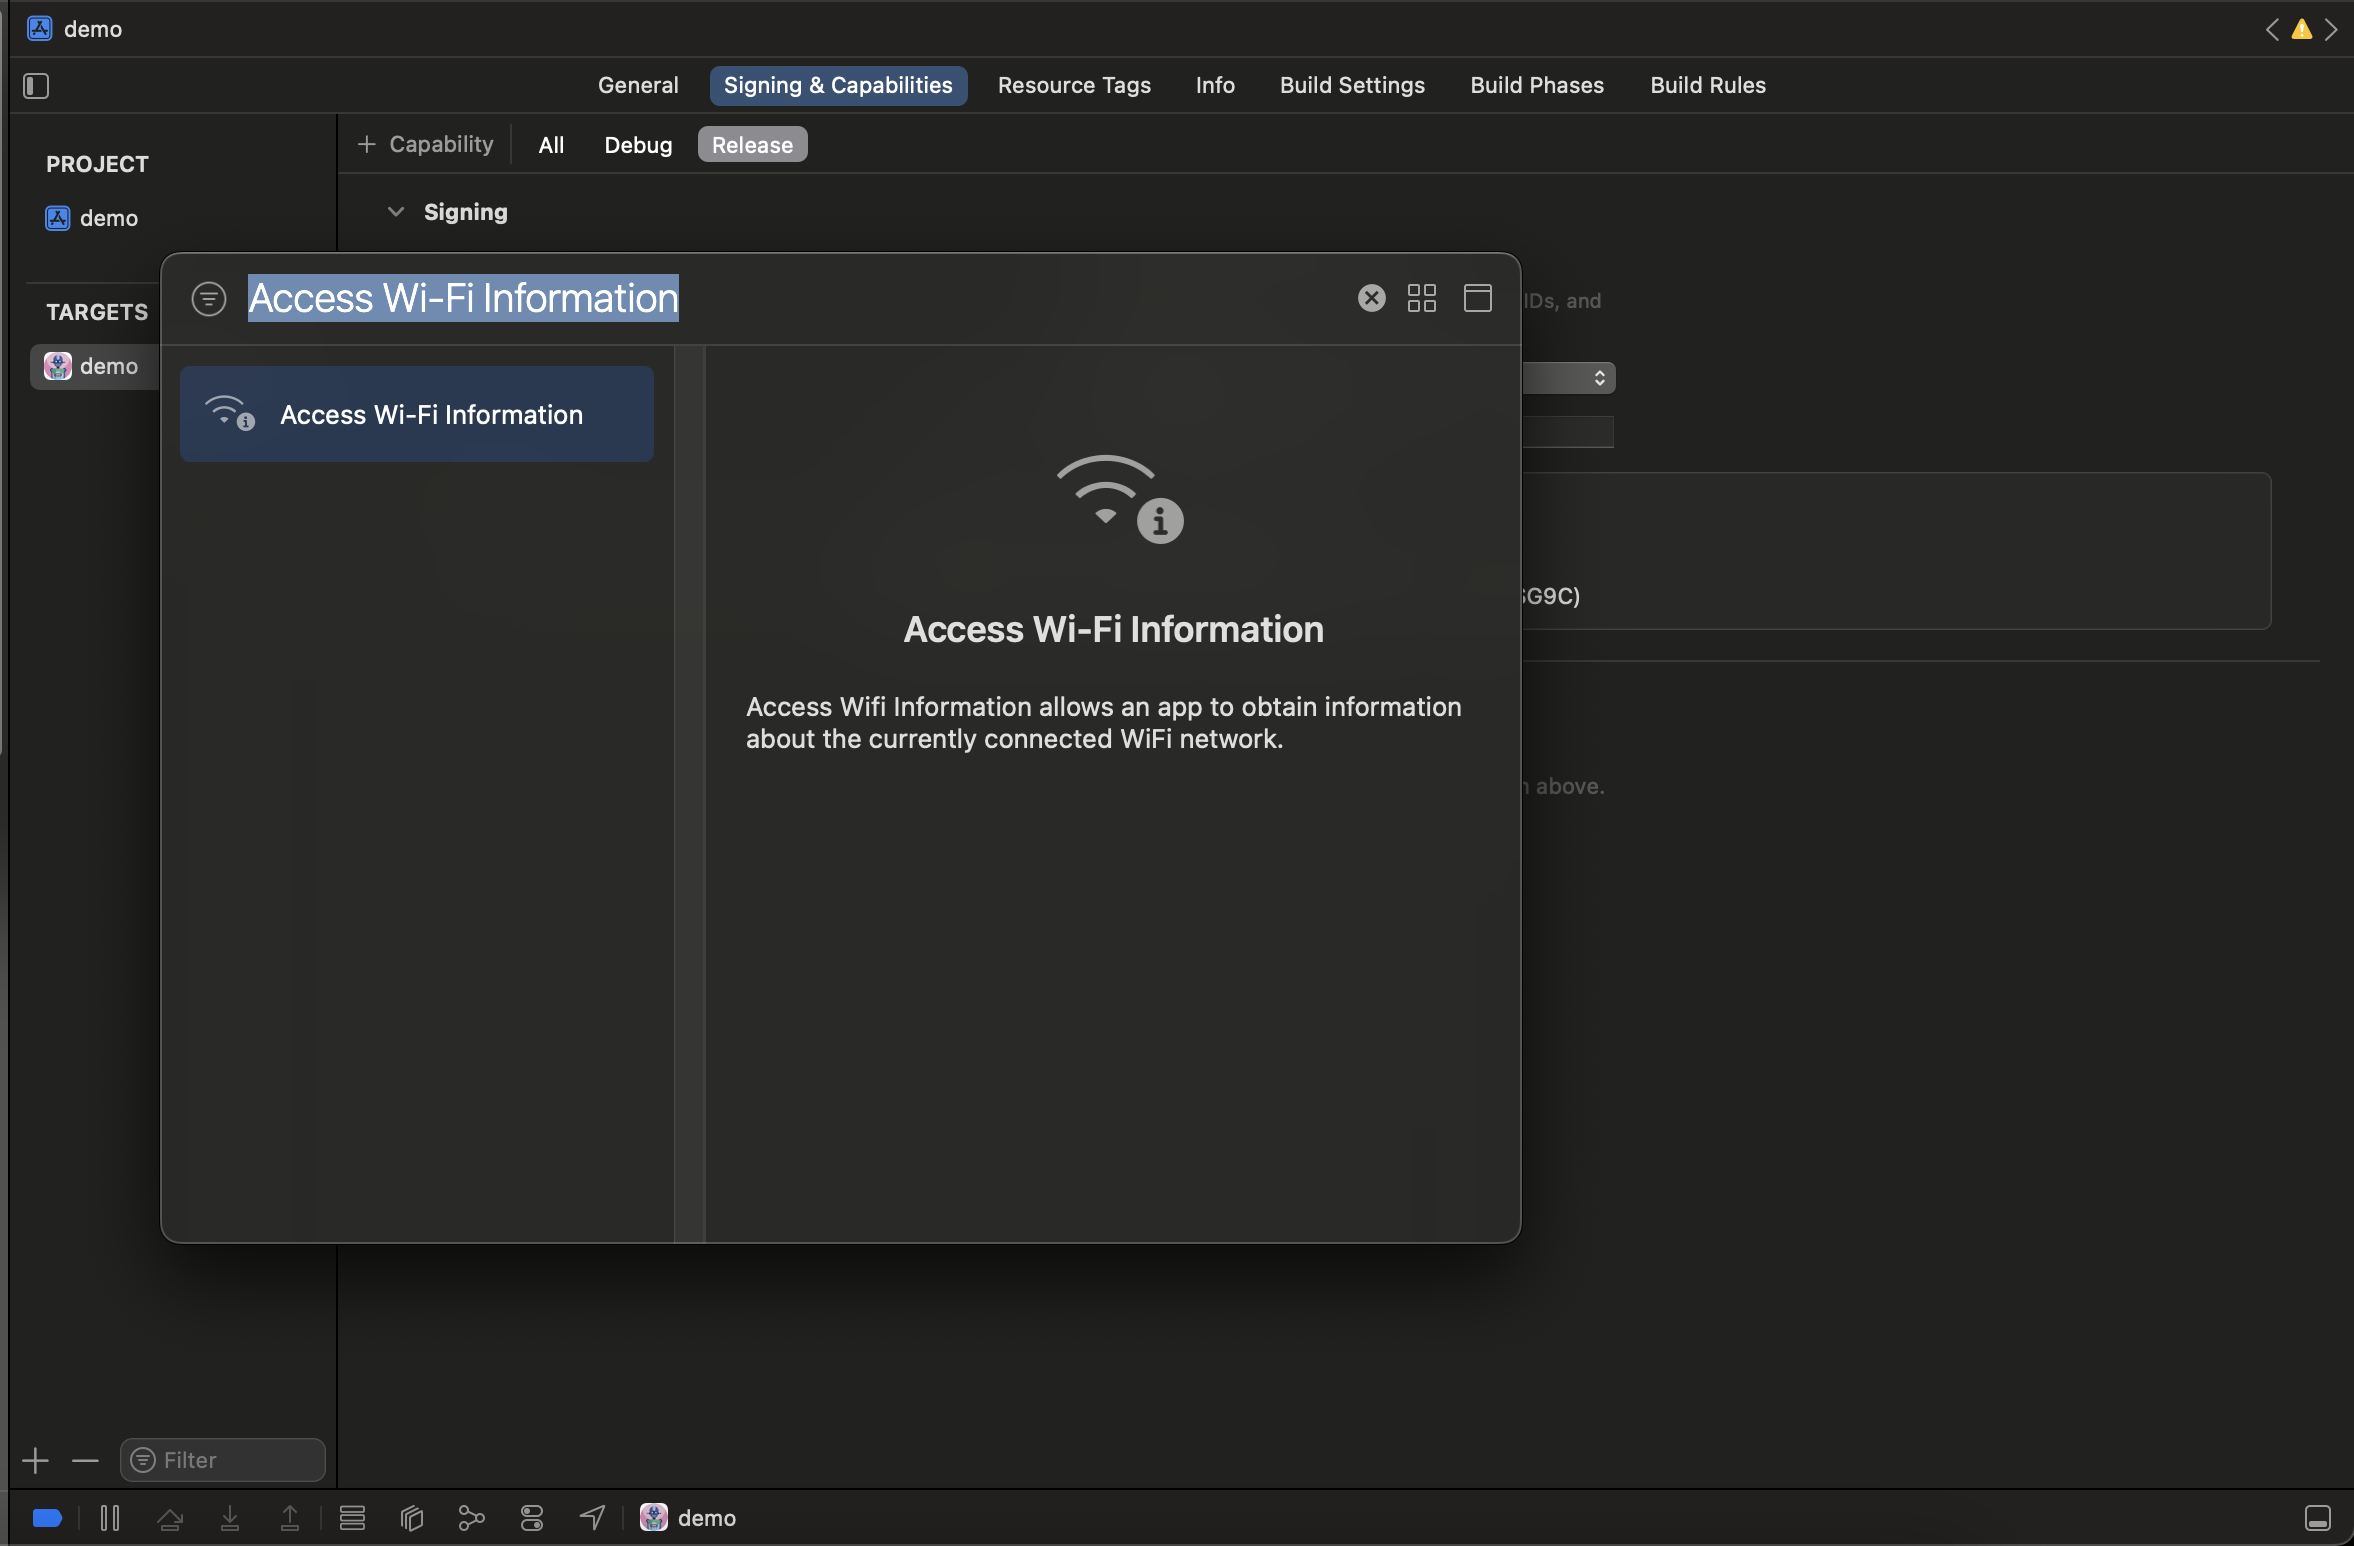 demo
General
Signing & Capabilities
Resource Tags
Info
Build Settings
Build Phases
Build Rules
Capability
All
Debug
Release
PROJECT
demo
Signing
TARGETS
demo
Access Wi-Fi Information
IDs, and
Access Wi-Fi Information
Access Wi-Fi Information
Access Wifi Information allows an app to obtain information
about the currently connected WiFi network.
G9C)
above.
Filter
demo